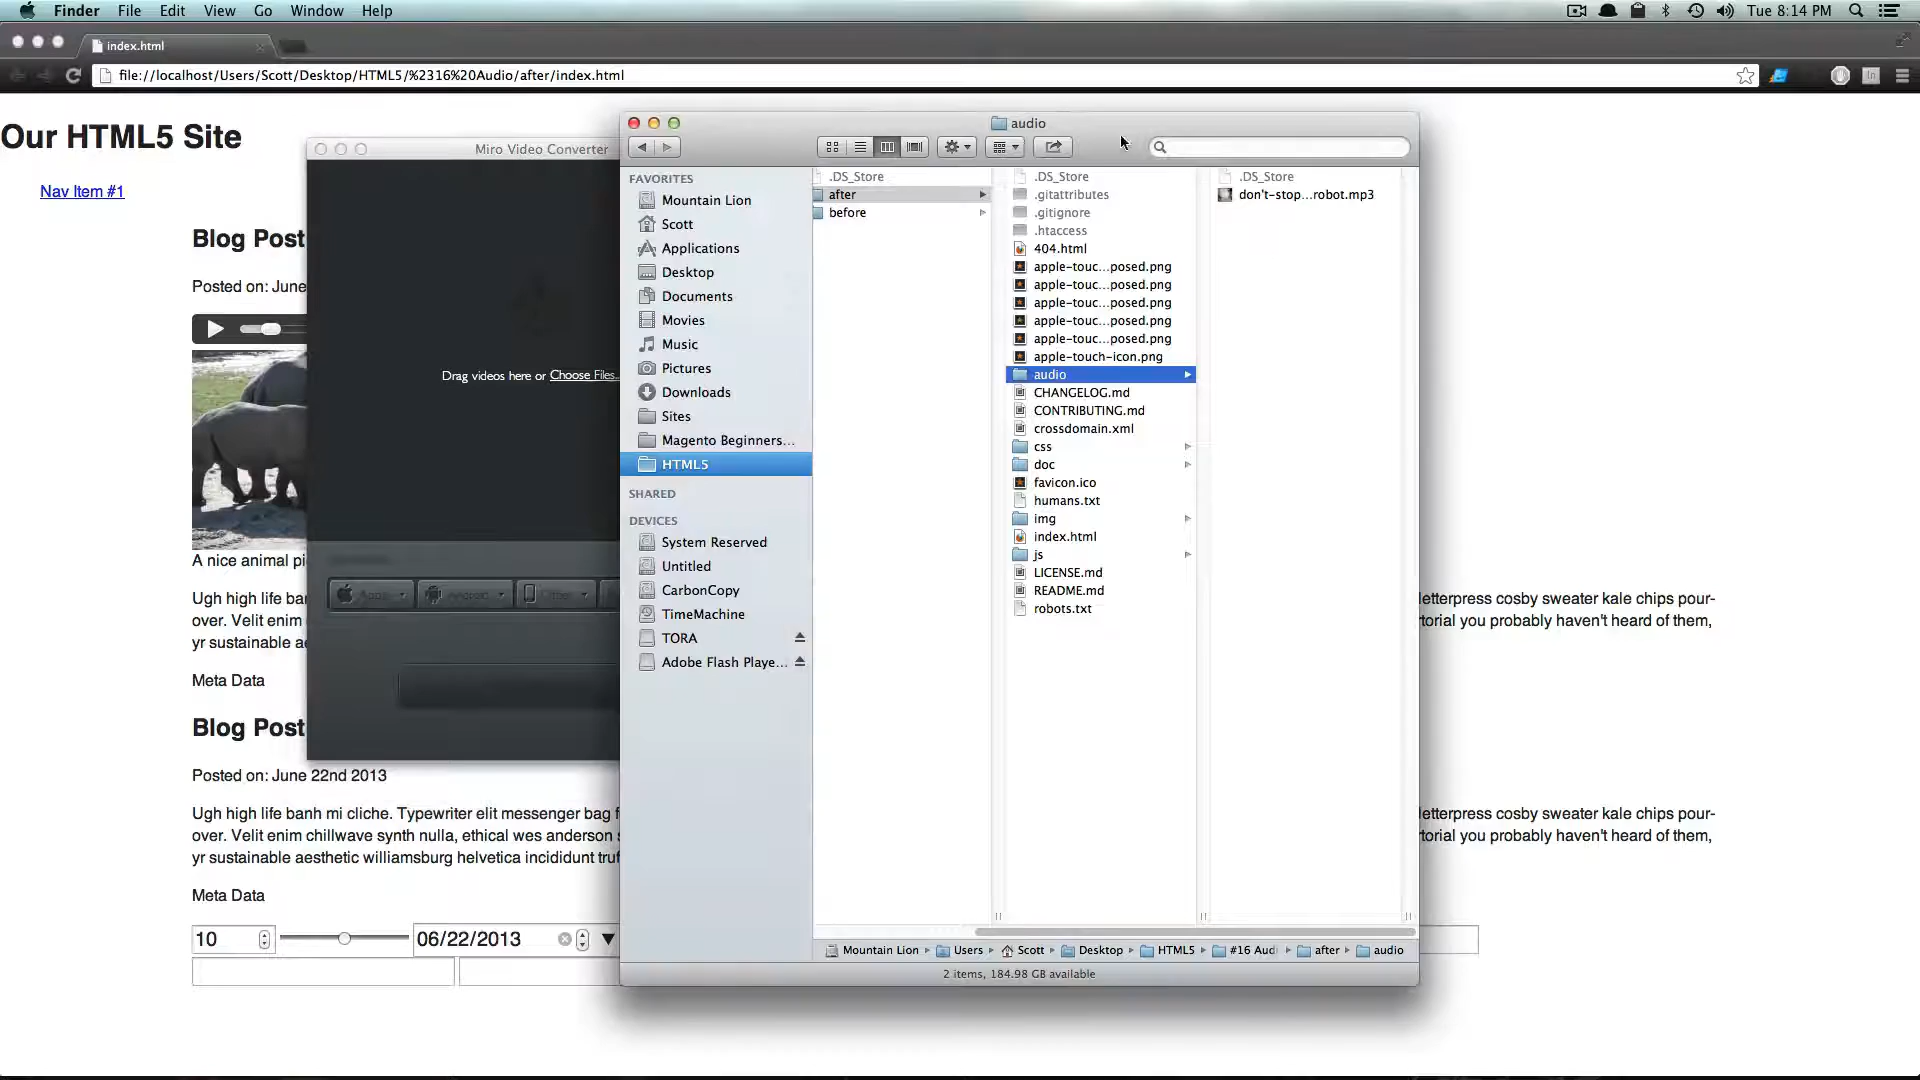 Finder File Edit View Go Window Help
Tue 8:14 PM
index.html
file://localhost/Users/Scott/Desktop/HTML5/%2316%20Audio/after/index.html
Our HTML5 Site
Nav Item #1
Blog Post
Posted on: June
A nice animal pi
Ugh high life ban
over. Velit enim
yr sustainable ae
Meta Data
Blog Post
Posted on: June 22nd 2013
Ugh high life banh mi cliche. Typewriter elit messenger bag f
over. Velit enim chillwave synth nulla, ethical wes anderson s
yr sustainable aesthetic williamsburg helvetica incididunt truf
Meta Data
10
06/22/2013
letterpress cosby sweater kale chips pour-
torial you probably haven't heard of them,
letterpress cosby sweater kale chips pour-
torial you probably haven't heard of them,
Miro Video Converter
Drag videos here or Choose Files..
audio
FAVORITES
Mountain Lion
Scott
Applications
Desktop
Documents
Movies
Music
Pictures
Downloads
Sites
Magento Beginners...
HTML5
SHARED
DEVICES
System Reserved
Untitled
CarbonCopy
TimeMachine
TORA
Adobe Flash Playe...
.DS_Store
after
before
.DS_Store
.gitattributes
.gitignore
.htaccess
404.html
apple-touc...posed.png
apple-touc...posed.png
apple-touc...posed.png
apple-touc...posed.png
apple-touc...posed.png
apple-touch-icon.png
audio
CHANGELOG.md
CONTRIBUTING.md
crossdomain.xml
css
doc
favicon.ico
humans.txt
img
index.html
js
LICENSE.md
README.md
robots.txt
.DS_Store
don't-stop...robot.mp3
Mountain Lion Users Scott Desktop HTML5 #16 Audi after audio
2 items, 184.98 GB available